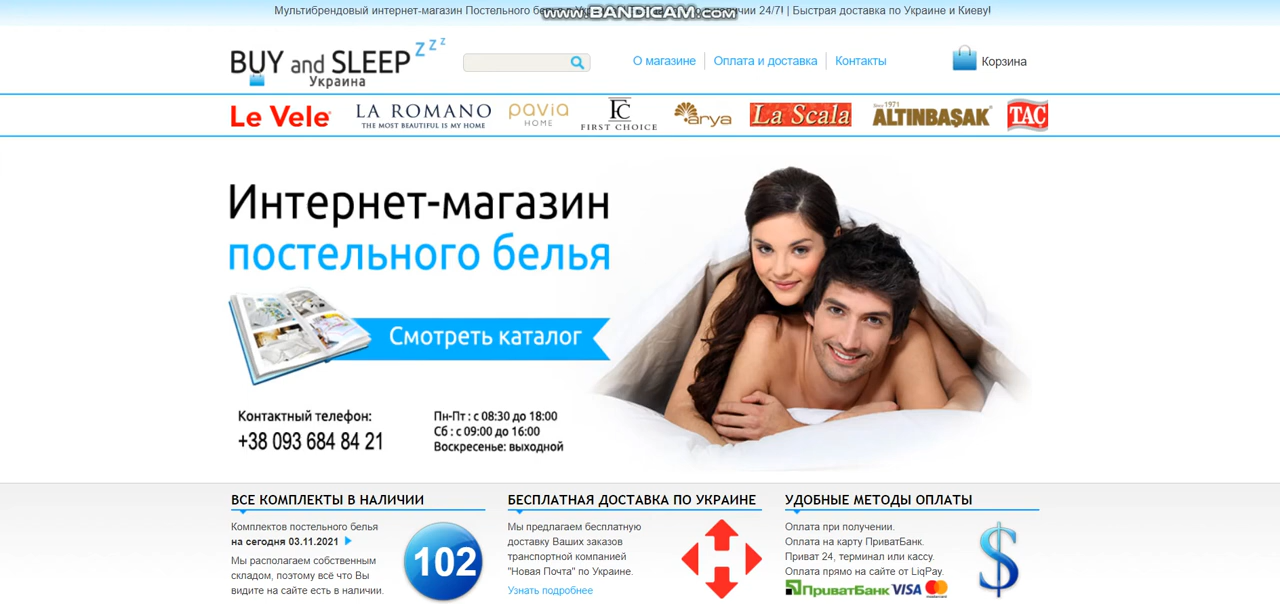 Мультибрендовый интернет-магазин Постельного
www.BANDICAM.com
наличии 24/7! | Быстрая доставка по Украине и Киеву!
BUY and SLEEP z z z
Украина
О магазине
Оплата и доставка
Контакты
Корзина
Le Vele
LA ROMANO
THE MOST BEAUTIFUL IS MY HOME
pavia
HOME
FC
FIRST CHOICE
arya
La Scala
Since 1971
ALTINBAŞAK
TAÇ
Интернет-магазин
постельного белья
Смотреть каталог
Контактный телефон:
+38 093 684 84 21
Пн-Пт : с 08:30 до 18:00
Сб : с 09:00 до 16:00
Воскресенье: выходной
ВСЕ КОМПЛЕКТЫ В НАЛИЧИИ
Комплектов постельного белья
на сегодня 03.11.2021
Мы располагаем собственным
складом, поэтому всё что Вы
видите на сайте есть в наличии.
102
БЕСПЛАТНАЯ ДОСТАВКА ПО УКРАИНЕ
Мы предлагаем бесплатную
доставку Ваших заказов
транспортной компанией
"Новая Почта" по Украине.
Узнать подробнее
УДОБНЫЕ МЕТОДЫ ОПЛАТЫ
Оплата при получении.
Оплата на карту ПриватБанк.
Приват 24, терминал или кассу.
Оплата прямо на сайте от LiqPay.
ПриватБанк VISA
$